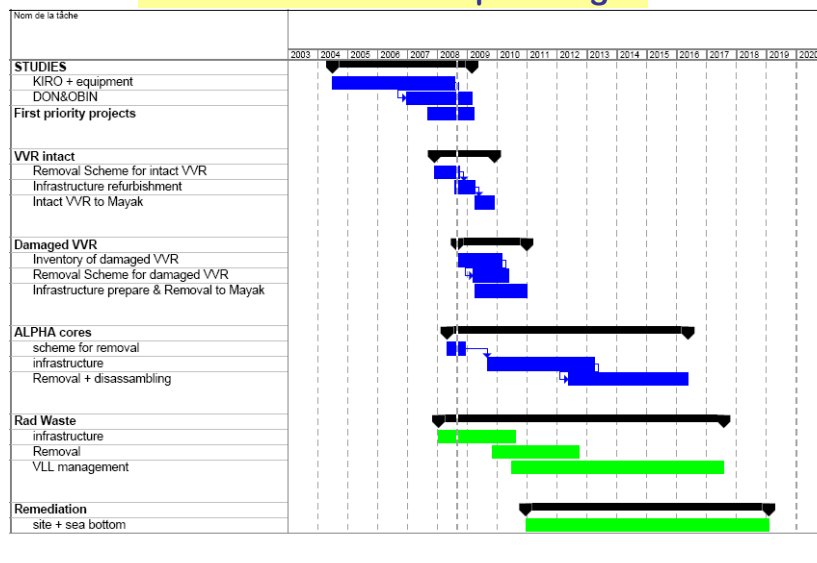 Nom de la tâche
2003 2004 2005 2006 2007 2008 2009 2010 2011 2012 2013 2014 2015 2016 2017 2018 2019 2020
STUDIES
KIRO + equipment
DON&OBIN
First priority projects
VVR intact
Removal Scheme for intact VVR
Infrastructure refurbishment
Intact VVR to Mayak
Damaged VVR
Inventory of damaged VVR
Removal Scheme for damaged VVR
Infrastructure prepare & Removal to Mayak
ALPHA cores
scheme for removal
infrastructure
Removal + disassambling
Rad Waste
infrastructure
Removal
VLL management
Remediation
site + sea bottom